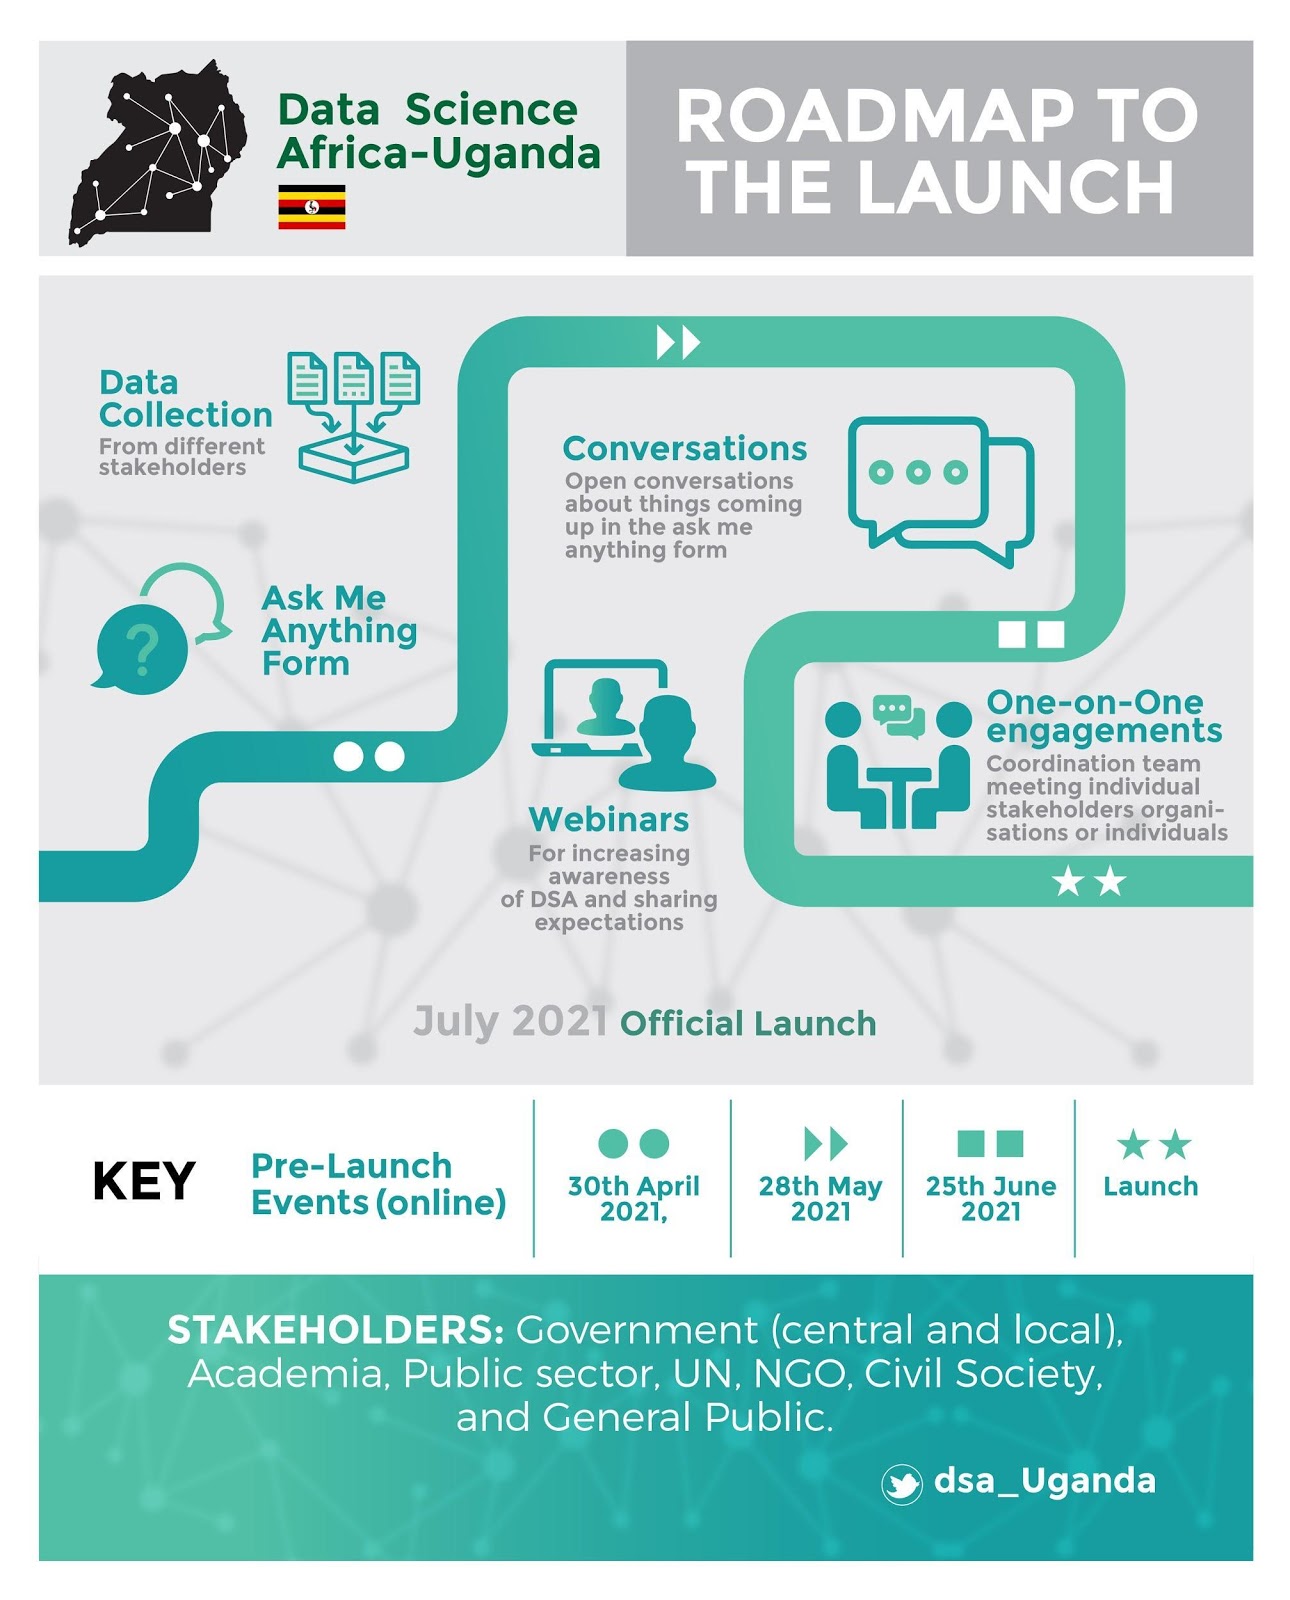 Data Science
Africa-Uganda
ROADMAP TO
THE LAUNCH
Data
Collection
From different
stakeholders
Ask Me
Anything
Form
?
Conversations
Open conversations
about things coming
up in the ask me
anything form
Webinars
For increasing
awareness
of DSA and sharing
expectations
One-on-One
engagements
Coordination team
meeting individual
stakeholders organi-
sations or individuals
July 2021 Official Launch
KEY
Pre-Launch
Events (online)
30th April
2021,
28th May
2021
25th June
2021
Launch
STAKEHOLDERS: Government (central and local),
Academia, Public sector, UN, NGO, Civil Society,
and General Public.
dsa_Uganda